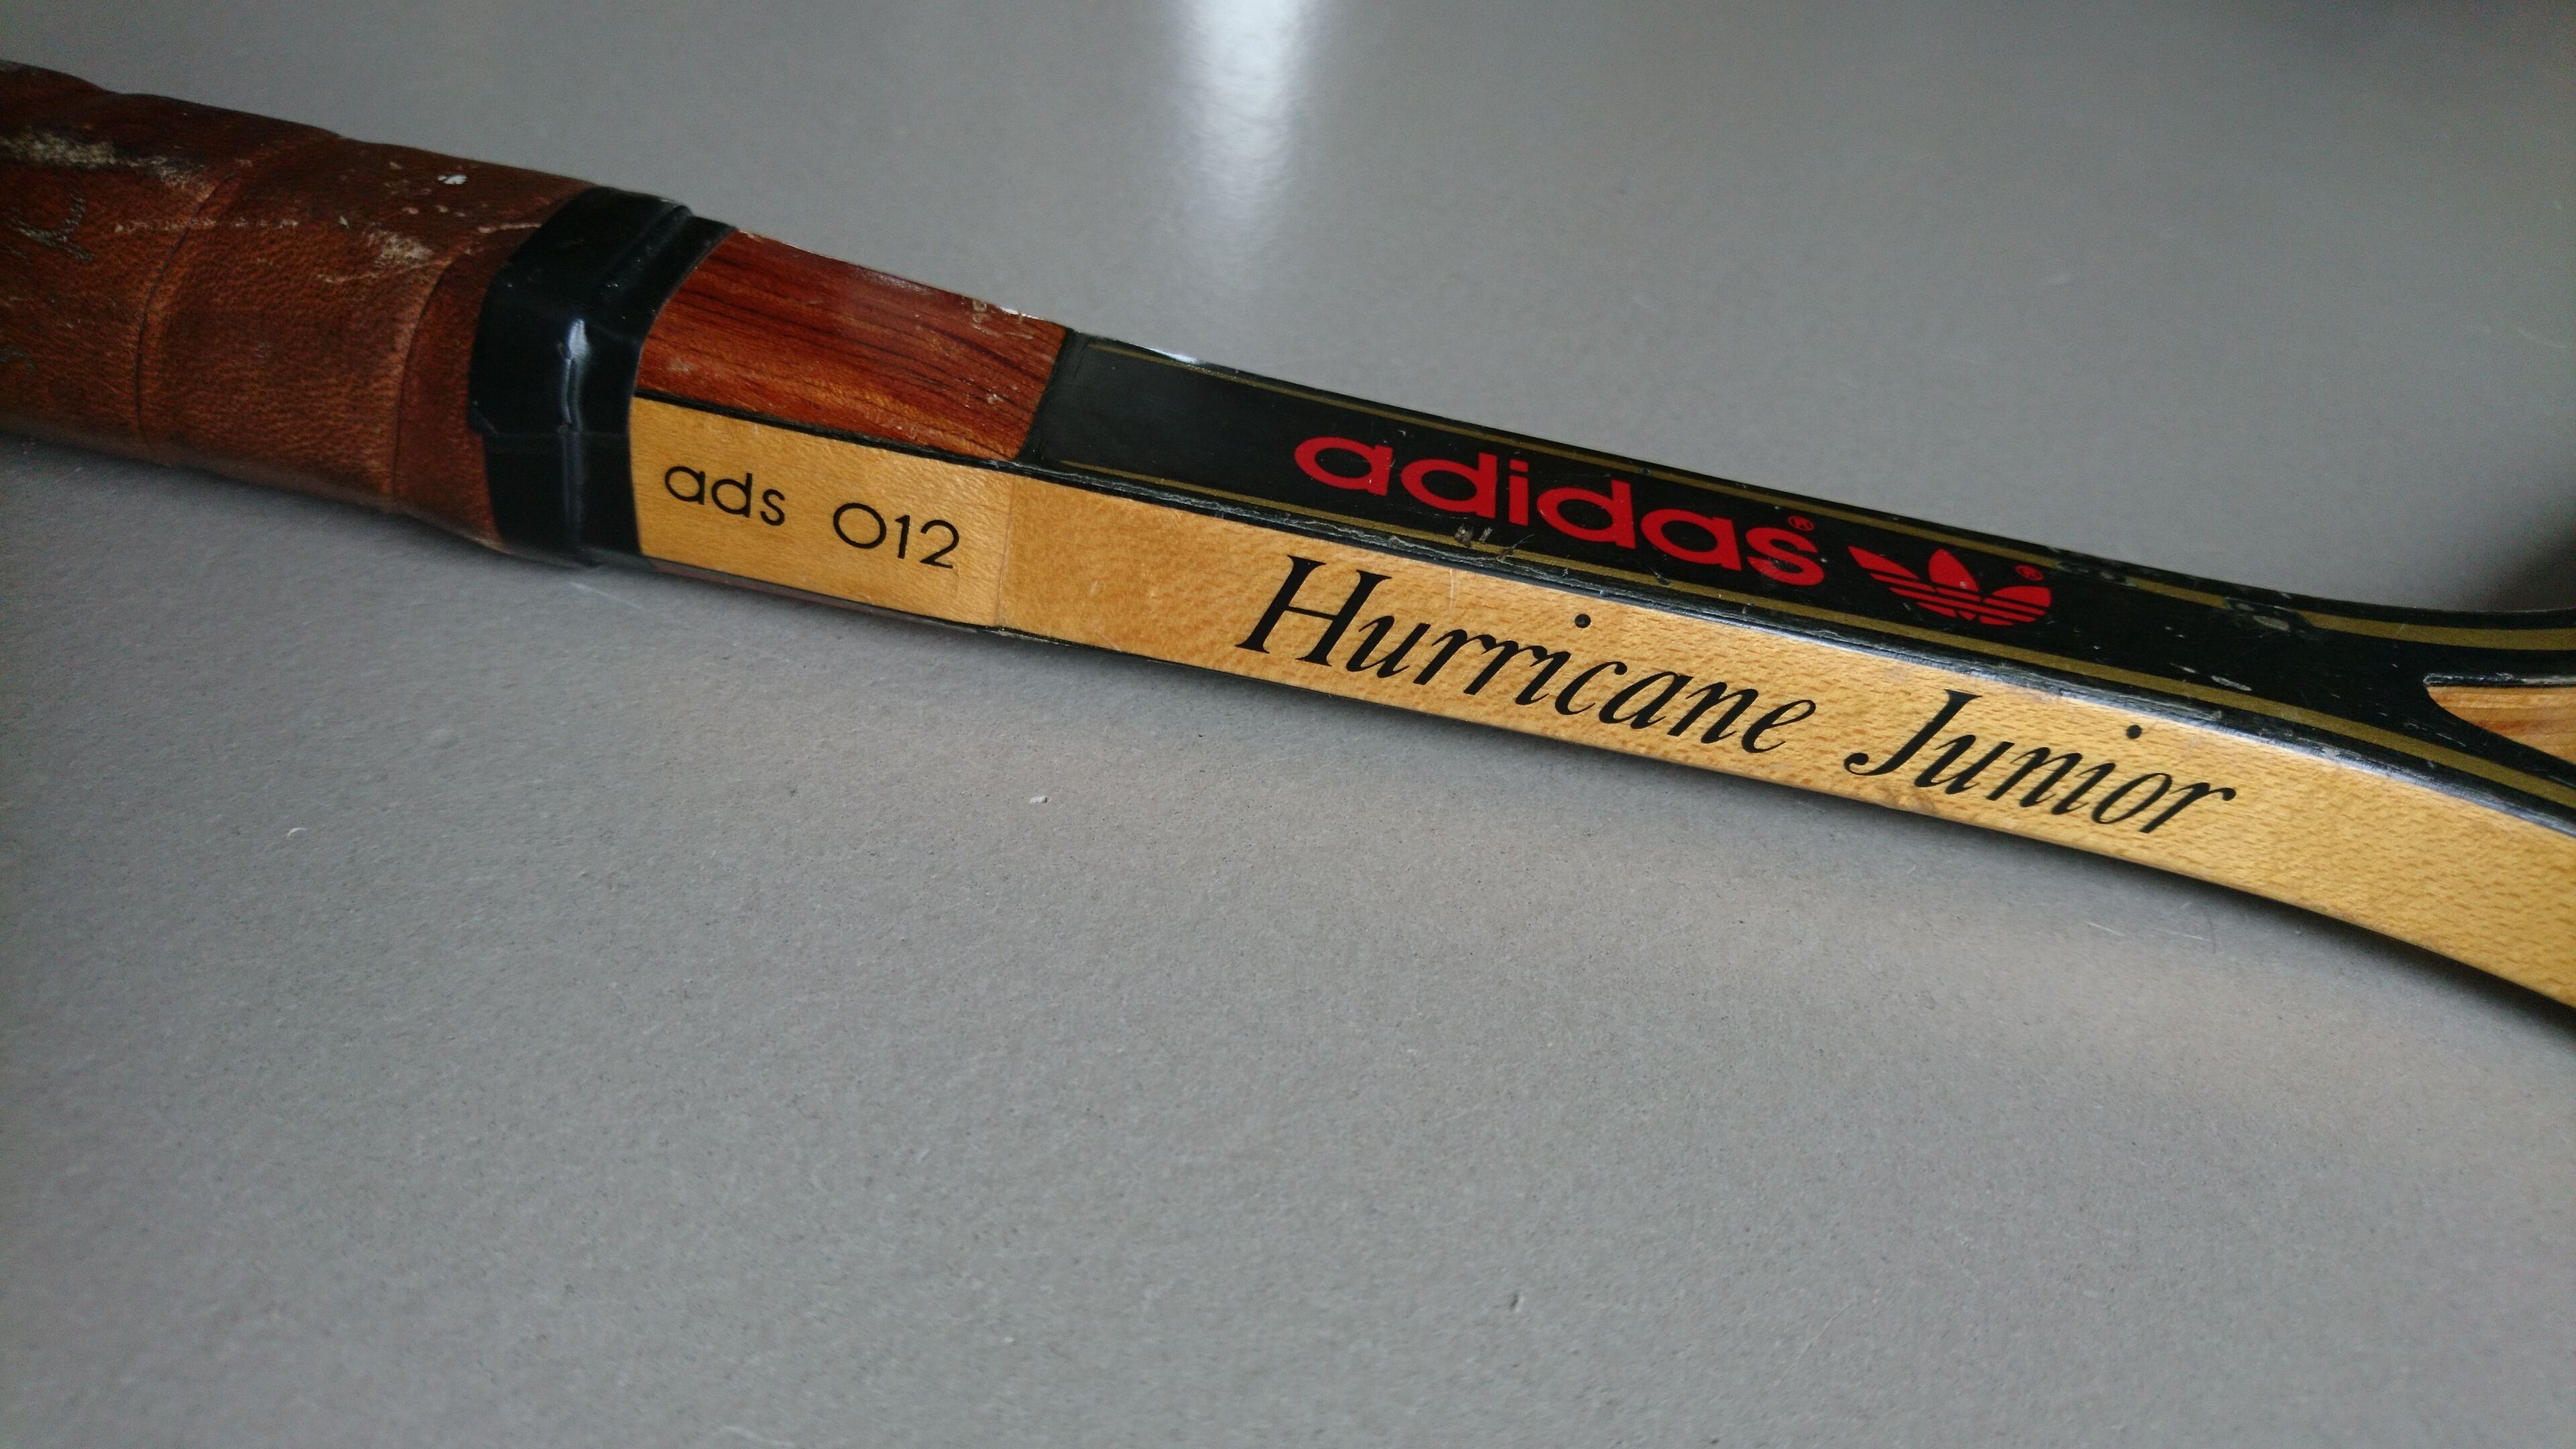 adidas®
ads 012
Hurricane Junior